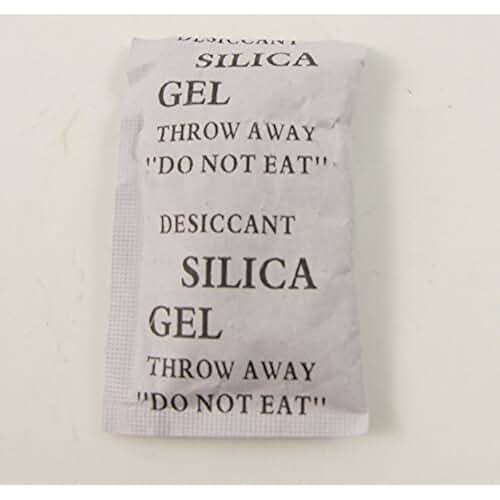 DESICCANT
SILICA
GEL
THROW AWAY
"DO NOT EAT"
DESICCANT
SILICA
GEL
THROW AWAY
"DO NOT EAT"